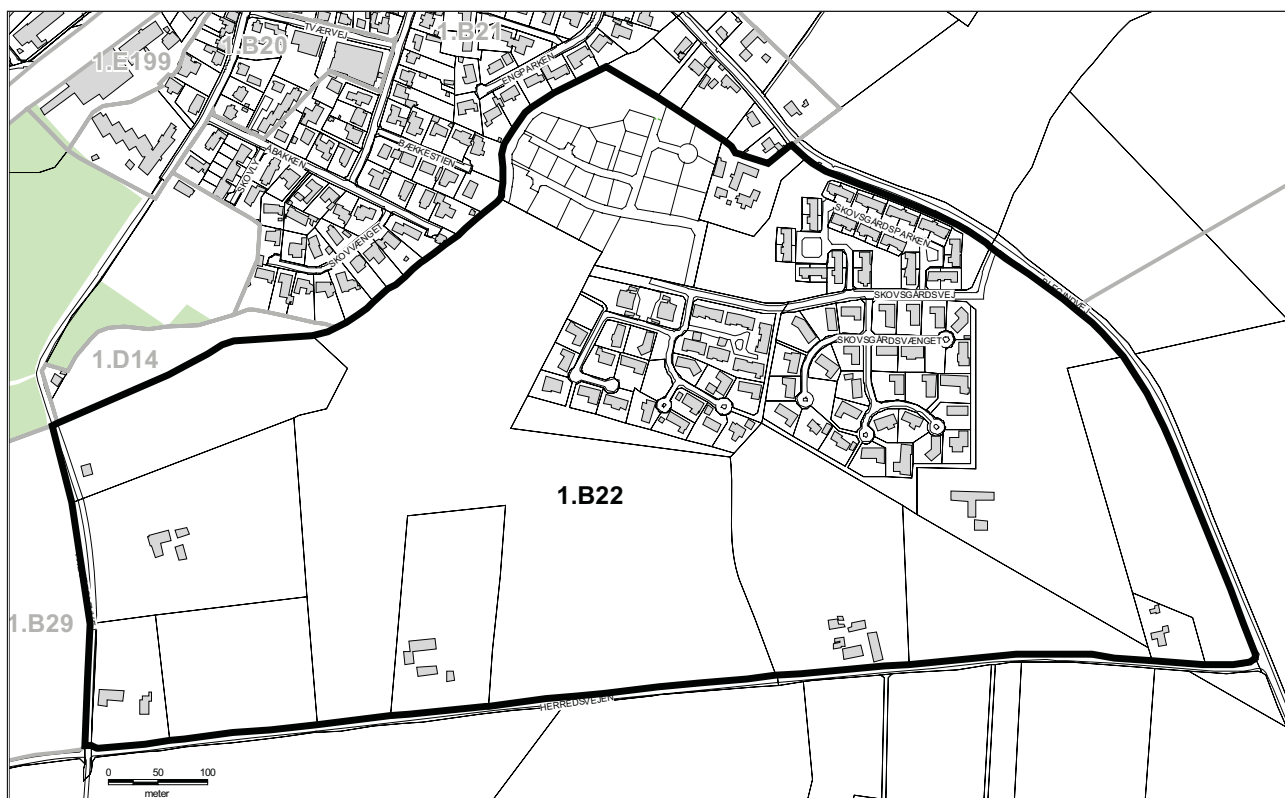 TVÆRVEJ
1.B20
1.B21
1.E199
ENGPARKEN
ABAKKEN
BÆKKESTIEN
SKOVVÆNGET
SKOVSGÅRDSPARKEN
SKOVSGÅRDSVEJ
SKOVSGÅRDSVÆNGET
1.D14
1.B22
1.B29
HERREDSVEJEN
0 50 100
meter